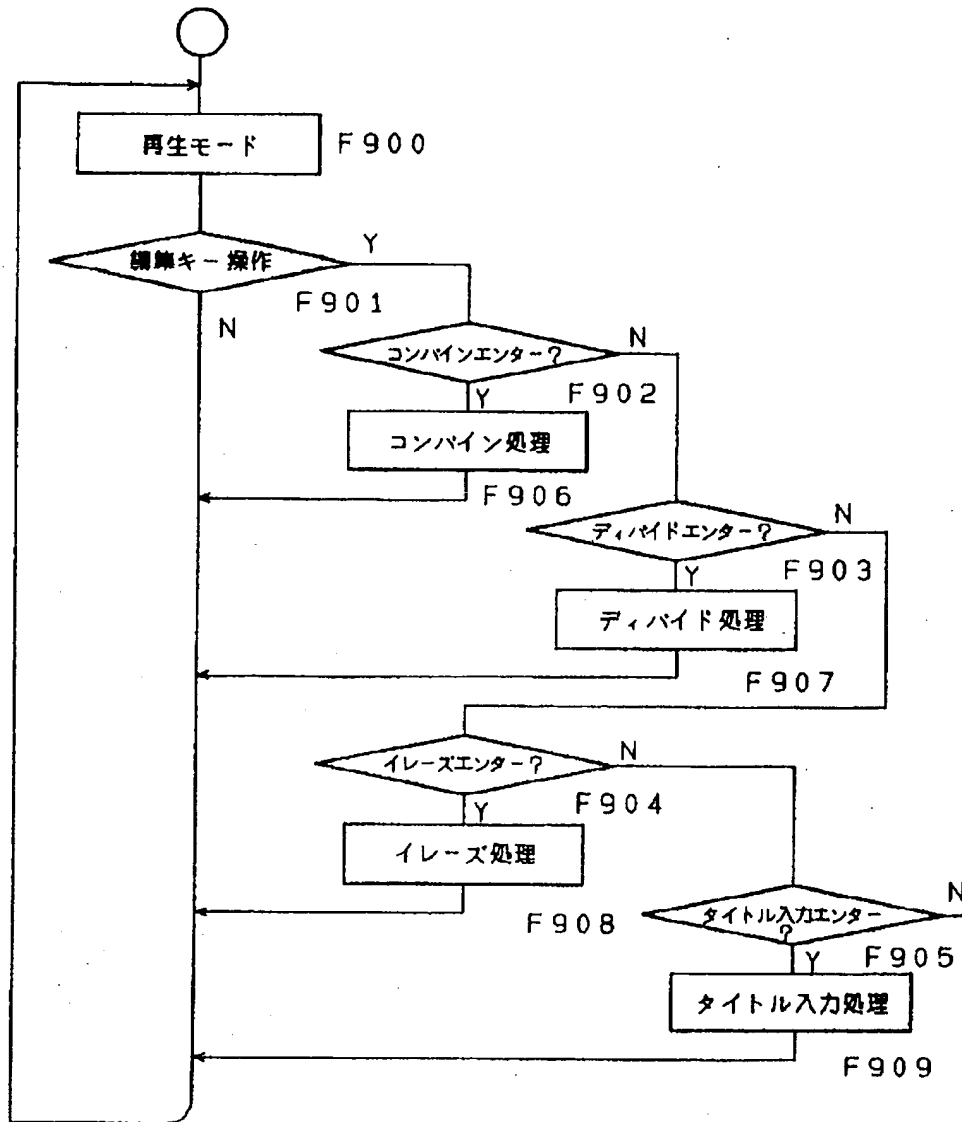 再生モード
F900
編集キー操作
Y
F901
N
コンバインエンター?
N
F902
Y
コンバイン処理
F906
ディバイドエンター?
N
F903
Y
ディバイド処理
F907
イレーズエンター?
N
F904
Y
イレーズ処理
F908
タイトル入力エンター
?
N
F905
Y
タイトル入力処理
F909